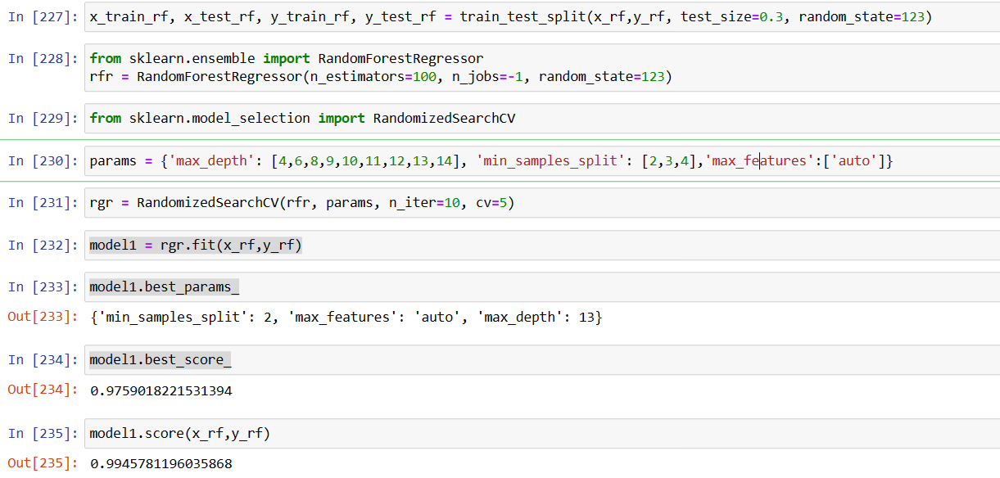 In [227]: x_train_rf, x_test_rf, y_train_rf, y_test_rf = train_test_split(x_rf,y_rf, test_size=0.3, random_state=123)
In [228]: from sklearn.ensemble import RandomForestRegressor
rfr = RandomForestRegressor(n_estimators=100, n_jobs=-1, random_state=123)
In [229]: from sklearn.model_selection import RandomizedSearchCV
In [230]: params = {'max_depth': [4,6,8,9,10,11,12,13,14], 'min_samples_split': [2,3,4],'max_features':['auto']}
In [231]: rgr = RandomizedSearchCV(rfr, params, n_iter=10, cv=5)
In [232]: model1 = rgr.fit(x_rf,y_rf)
In [233]: model1.best_params_
Out[233]: {'min_samples_split': 2, 'max_features': 'auto', 'max_depth': 13}
In [234]: model1.best_score_
Out[234]: 0.9759018221531394
In [235]: model1.score(x_rf,y_rf)
Out[235]: 0.9945781196035868